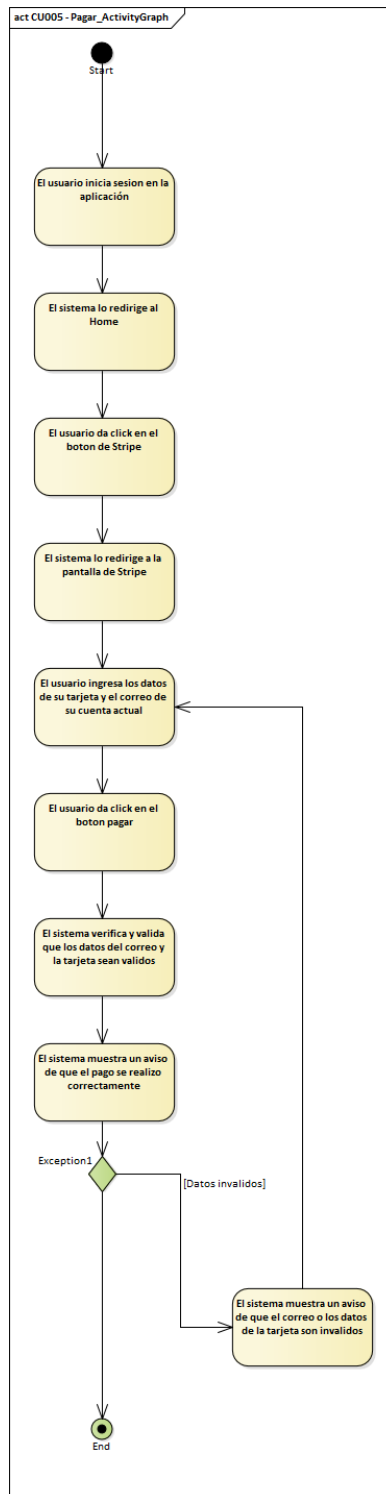 act CU005 - Pagar_ActivityGraph
Start
El usuario inicia sesion en la
aplicación
El sistema lo redirige al
Home
El usuario da click en el
boton de Stripe
El sistema lo redirige a la
pantalla de Stripe
El usuario ingresa los datos
de su tarjeta y el correo de
su cuenta actual
El usuario da click en el
boton pagar
El sistema verifica y valida
que los datos del correo y
la tarjeta sean validos
El sistema muestra un aviso
de que el pago se realizo
correctamente
Exception1
[Datos invalidos]
El sistema muestra un aviso
de que el correo o los datos
de la tarjeta son invalidos
End